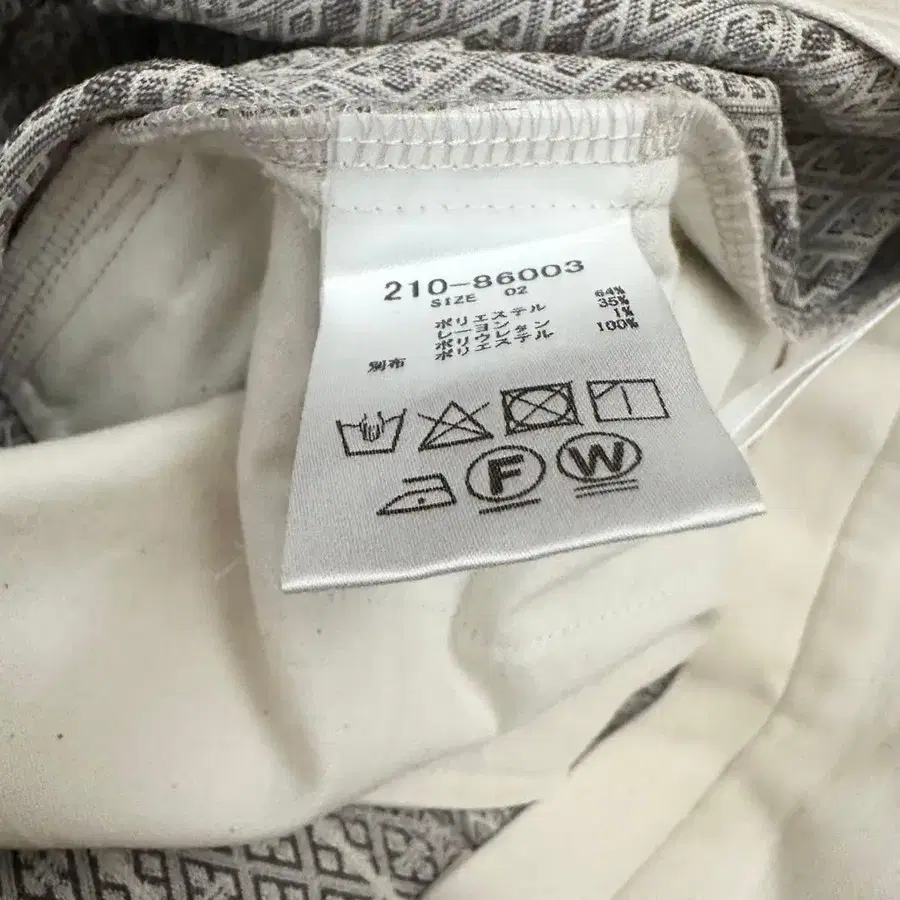 210-86003
SIZE 02
ポリエステル 64%
レーヨン 35%
ポリウレタン 1%
別布 ポリエステル 100%
F W